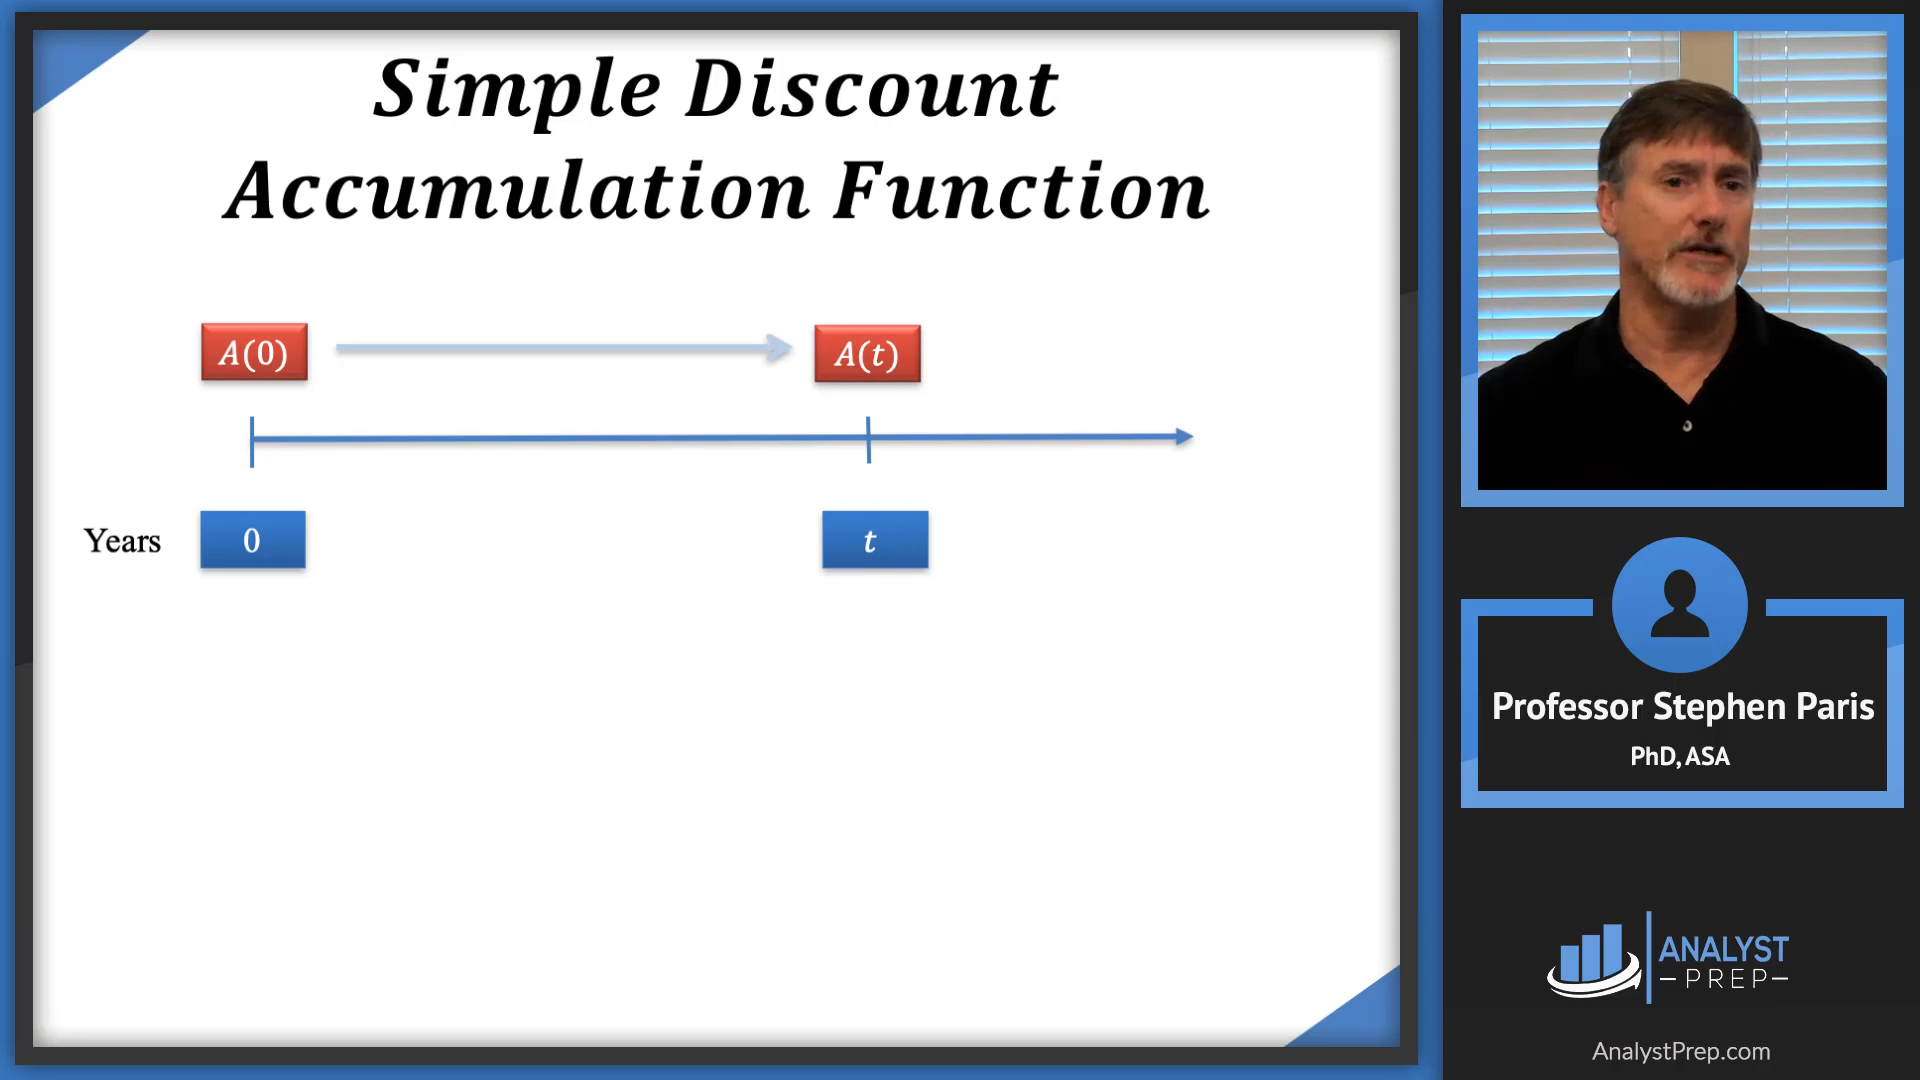 Simple Discount
Accumulation Function
A(0)
A(t)
Years
0
t
Professor Stephen Paris
PhD, ASA
ANALYST
PREP
AnalystPrep.com